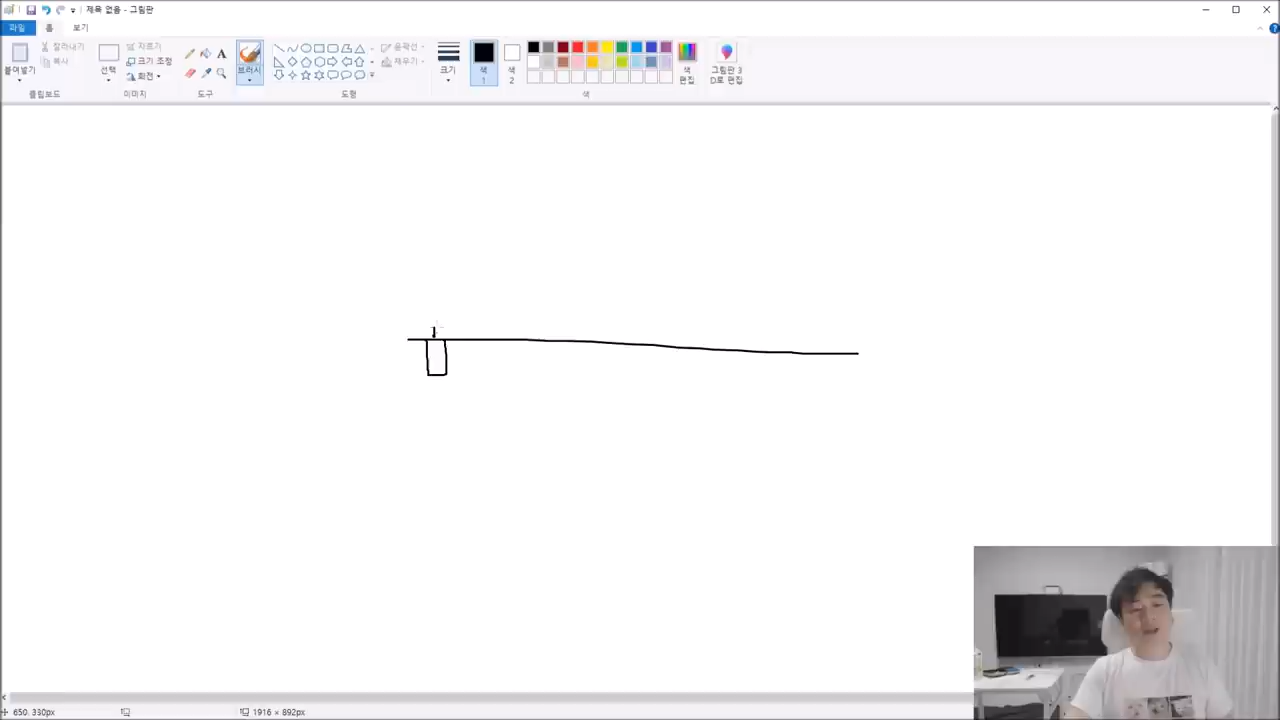 제목 없음 - 그림판
파일 홈 보기
붙여넣기
잘라내기
복사
클립보드
선택
자르기
크기 조정
회전
이미지
A
도구
브러시
윤곽선
채우기
도형
크기
색 1
색 2
색 편집
그림판 3D로 편집
색
650, 330px
1916 × 892px